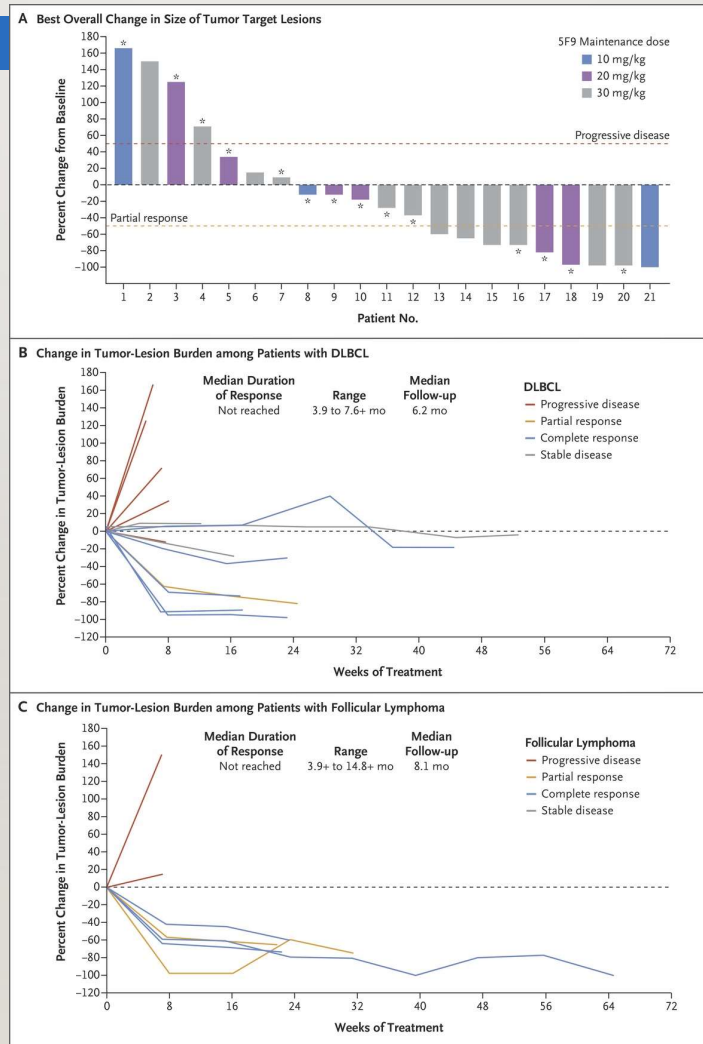 A Best Overall Change in Size of Tumor Target Lesions
Percent Change from Baseline
180
160
140
120
100
80
60
40
20
0
−20
−40
−60
−80
−100
5F9 Maintenance dose
10 mg/kg
20 mg/kg
30 mg/kg
Progressive disease
Partial response
* * * * * * * * * * * * * * *
1 2 3 4 5 6 7 8 9 10 11 12 13 14 15 16 17 18 19 20 21
Patient No.
B Change in Tumor-Lesion Burden among Patients with DLBCL
Percent Change in Tumor-Lesion Burden
180
160
140
120
100
80
60
40
20
0
−20
−40
−60
−80
−100
−120
Median Duration of Response
Not reached
Range
3.9 to 7.6+ mo
Median Follow-up
6.2 mo
DLBCL
Progressive disease
Partial response
Complete response
Stable disease
0 8 16 24 32 40 48 56 64 72
Weeks of Treatment
C Change in Tumor-Lesion Burden among Patients with Follicular Lymphoma
Percent Change in Tumor-Lesion Burden
180
160
140
120
100
80
60
40
20
0
−20
−40
−60
−80
−100
−120
Median Duration of Response
Not reached
Range
3.9+ to 14.8+ mo
Median Follow-up
8.1 mo
Follicular Lymphoma
Progressive disease
Partial response
Complete response
Stable disease
0 8 16 24 32 40 48 56 64 72
Weeks of Treatment